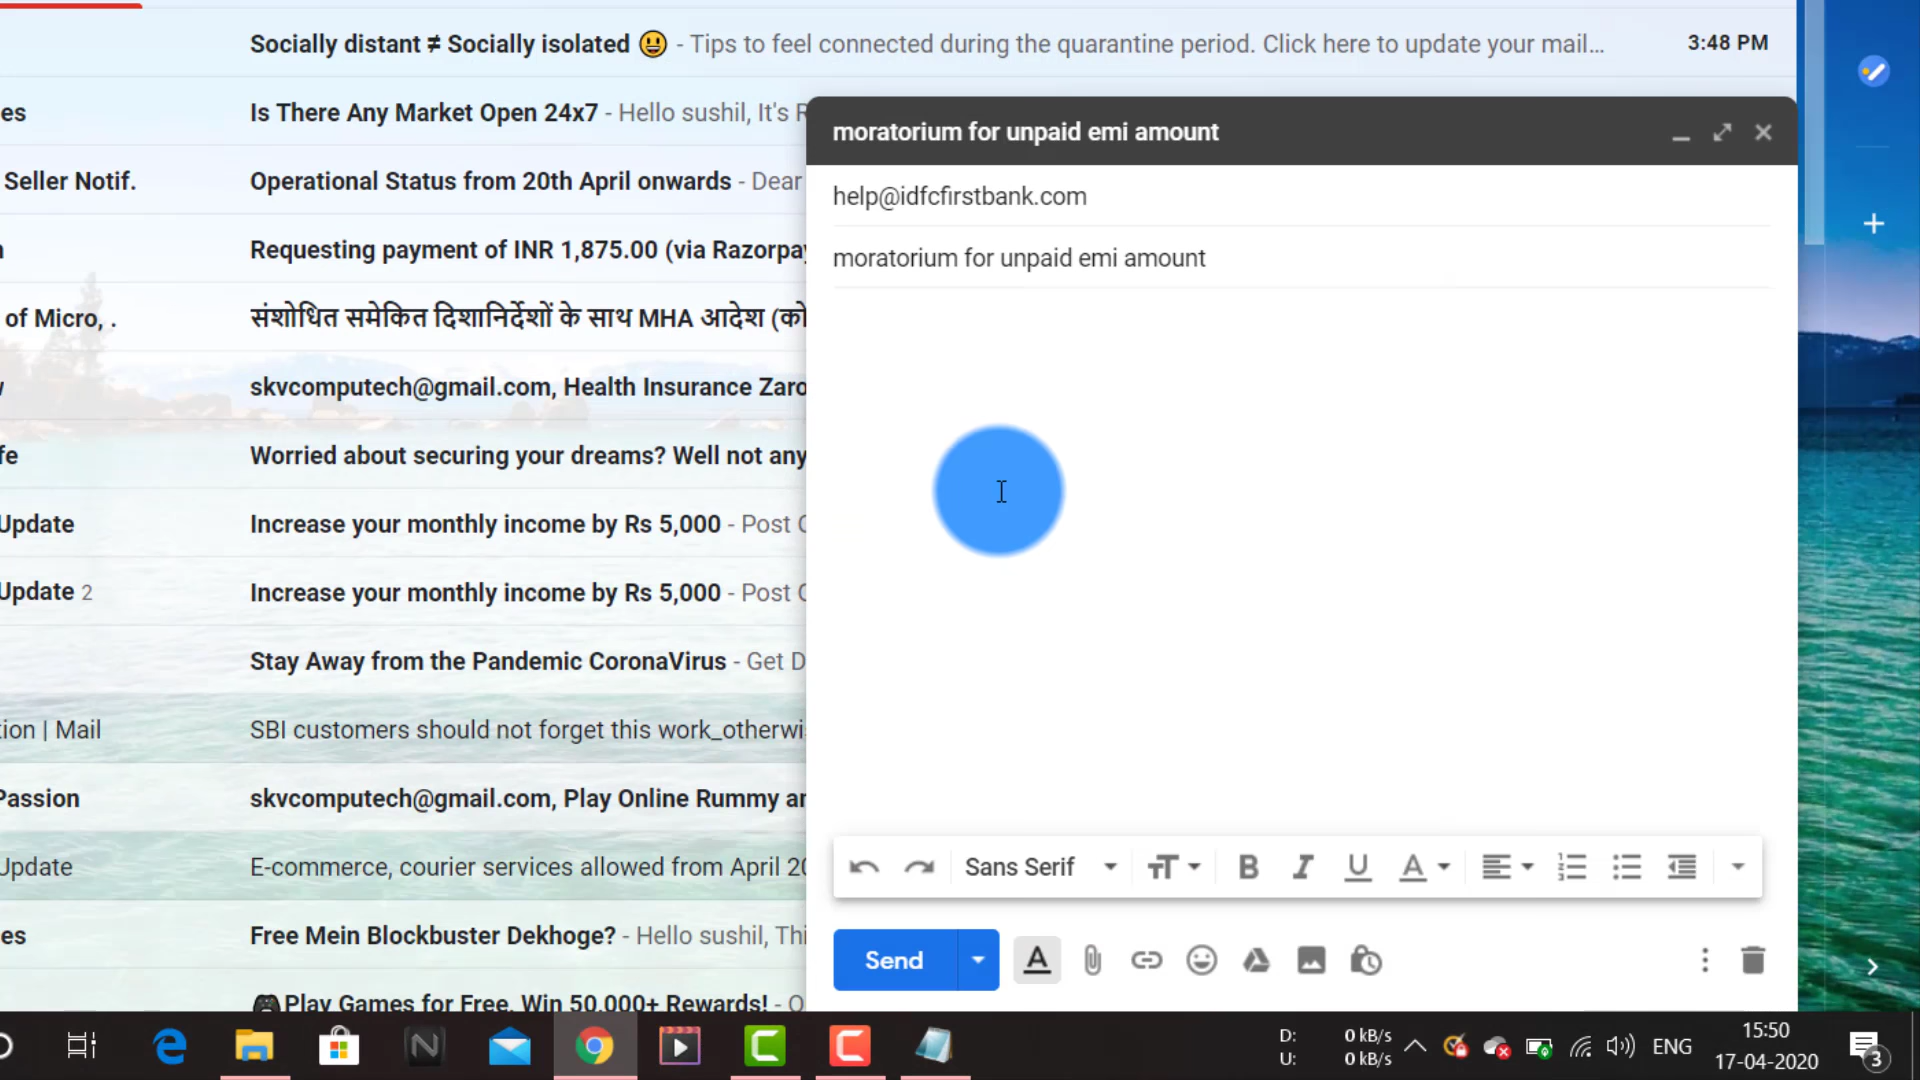 Socially distant ≠ Socially isolated 😃 - Tips to feel connected during the quarantine period. Click here to update your mail... 3:48 PM
es Is There Any Market Open 24x7 - Hello sushil, It's R
Seller Notif. Operational Status from 20th April onwards - Dear
Requesting payment of INR 1,875.00 (via Razorpay
of Micro, . संशोधित समेकित दिशानिर्देशों के साथ MHA आदेश (को
skvcomputech@gmail.com, Health Insurance Zaro
fe Worried about securing your dreams? Well not any
Update Increase your monthly income by Rs 5,000 - Post O
Update 2 Increase your monthly income by Rs 5,000 - Post O
Stay Away from the Pandemic CoronaVirus - Get D
tion | Mail SBI customers should not forget this work_otherwi
Passion skvcomputech@gmail.com, Play Online Rummy an
Update E-commerce, courier services allowed from April 20
es Free Mein Blockbuster Dekhoge? - Hello sushil, Thi
🎮Play Games for Free. Win 50,000+ Rewards! -
moratorium for unpaid emi amount
help@idfcfirstbank.com
moratorium for unpaid emi amount
Sans Serif
Send
D: 0 kB/s
U: 0 kB/s
ENG
15:50
17-04-2020
3